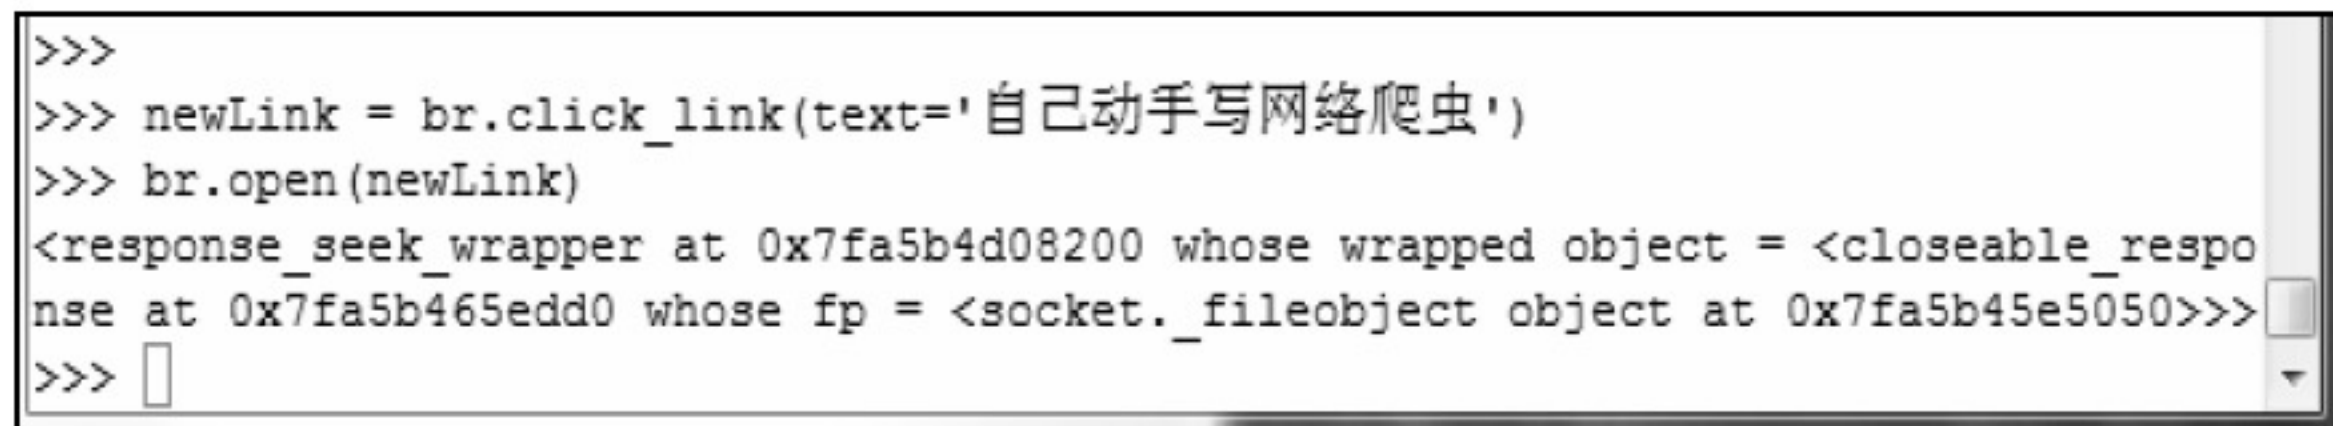 >>>
>>> newLink = br.click_link(text='自己动手写网络爬虫')
>>> br.open(newLink)
<response_seek_wrapper at 0x7fa5b4d08200 whose wrapped object = <closeable_respo
nse at 0x7fa5b465edd0 whose fp = <socket._fileobject object at 0x7fa5b45e5050>>>
>>>